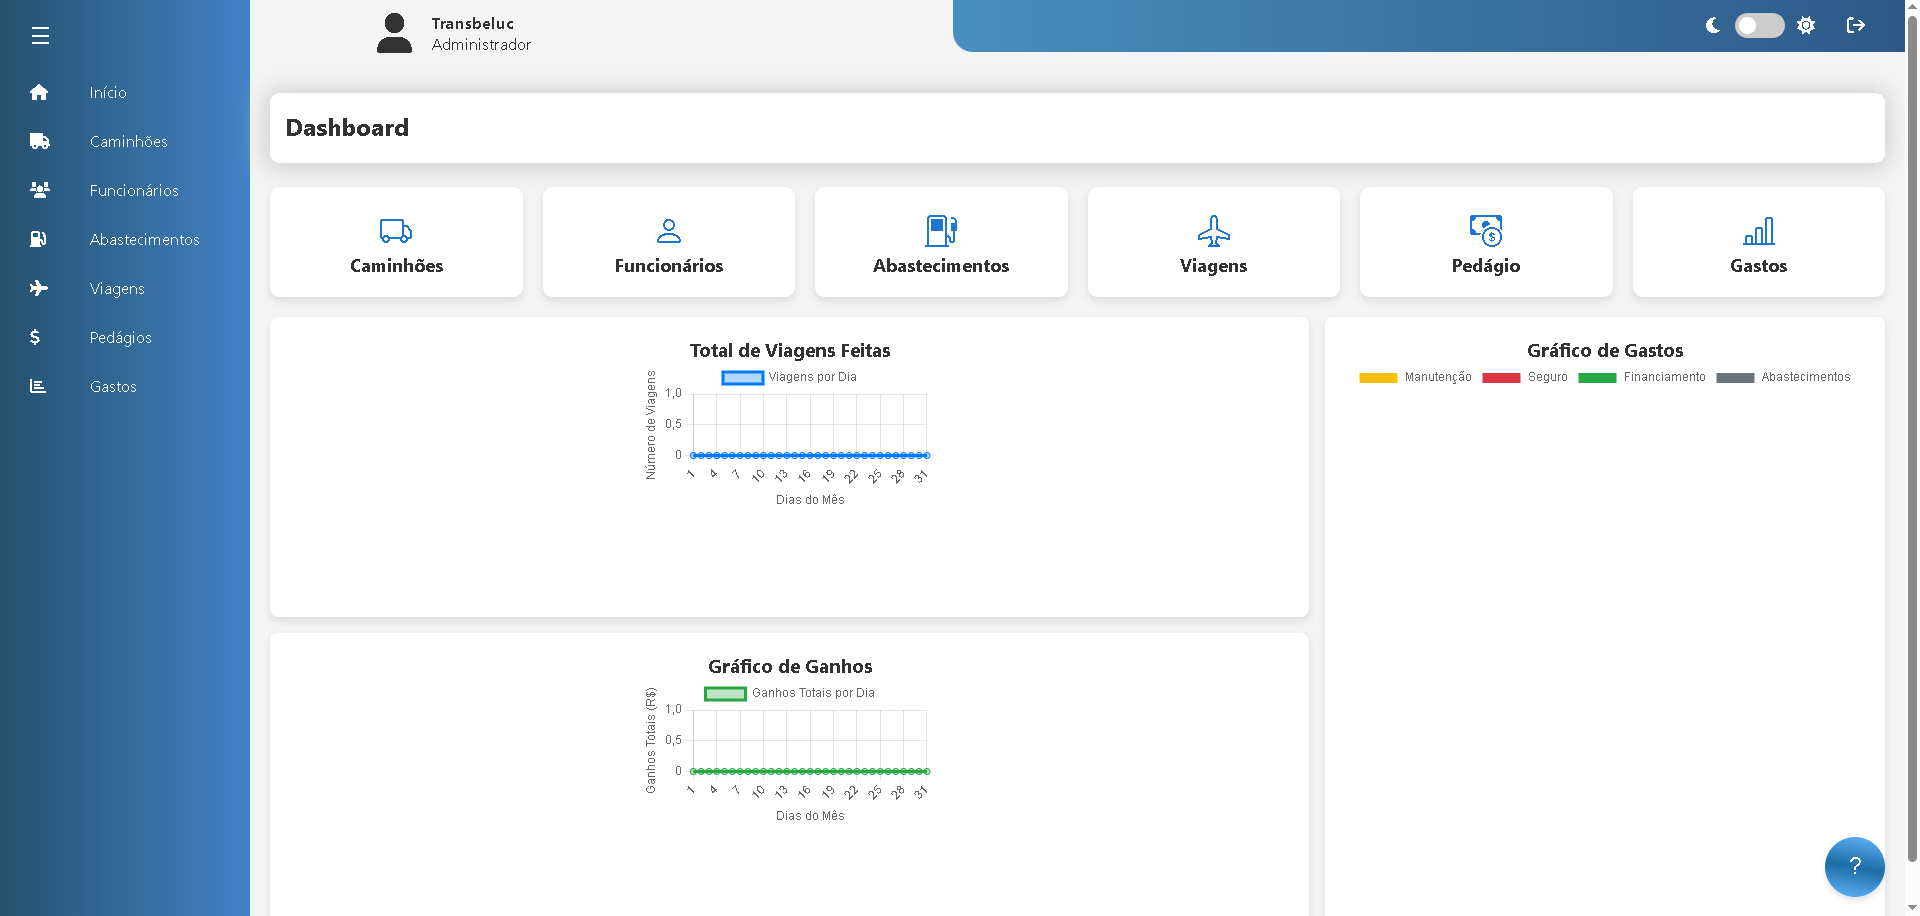 Transbeluc
Administrador
Início
Caminhões
Funcionários
Abastecimentos
Viagens
Pedágios
Gastos
Dashboard
Caminhões
Funcionários
Abastecimentos
Viagens
Pedágio
Gastos
Total de Viagens Feitas
Viagens por Dia
Número de Viagens
1,0
0,5
0
1 4 7 10 13 16 19 22 25 28 31
Dias do Mês
Gráfico de Gastos
Manutenção Seguro Financiamento Abastecimentos
Gráfico de Ganhos
Ganhos Totais por Dia
Ganhos Totais (R$)
1,0
0,5
0
1 4 7 10 13 16 19 22 25 28 31
Dias do Mês
?